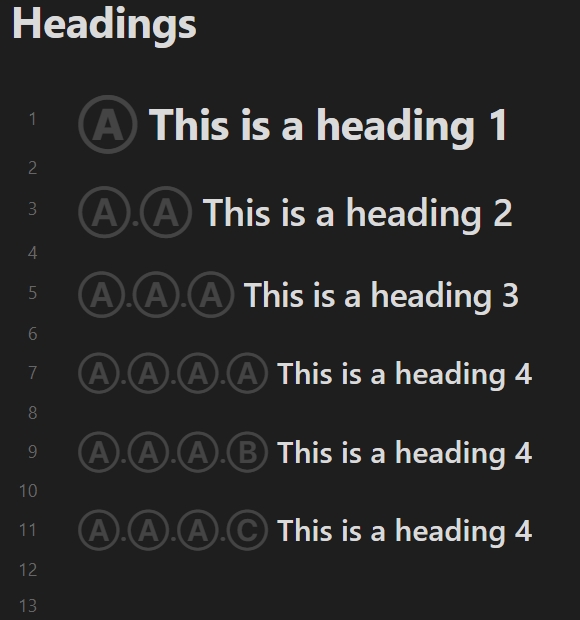 Headings
1 Ⓐ This is a heading 1
2
3 Ⓐ.Ⓐ This is a heading 2
4
5 Ⓐ.Ⓐ.Ⓐ This is a heading 3
6
7 Ⓐ.Ⓐ.Ⓐ.Ⓐ This is a heading 4
8
9 Ⓐ.Ⓐ.Ⓐ.Ⓑ This is a heading 4
10
11 Ⓐ.Ⓐ.Ⓐ.Ⓒ This is a heading 4
12
13